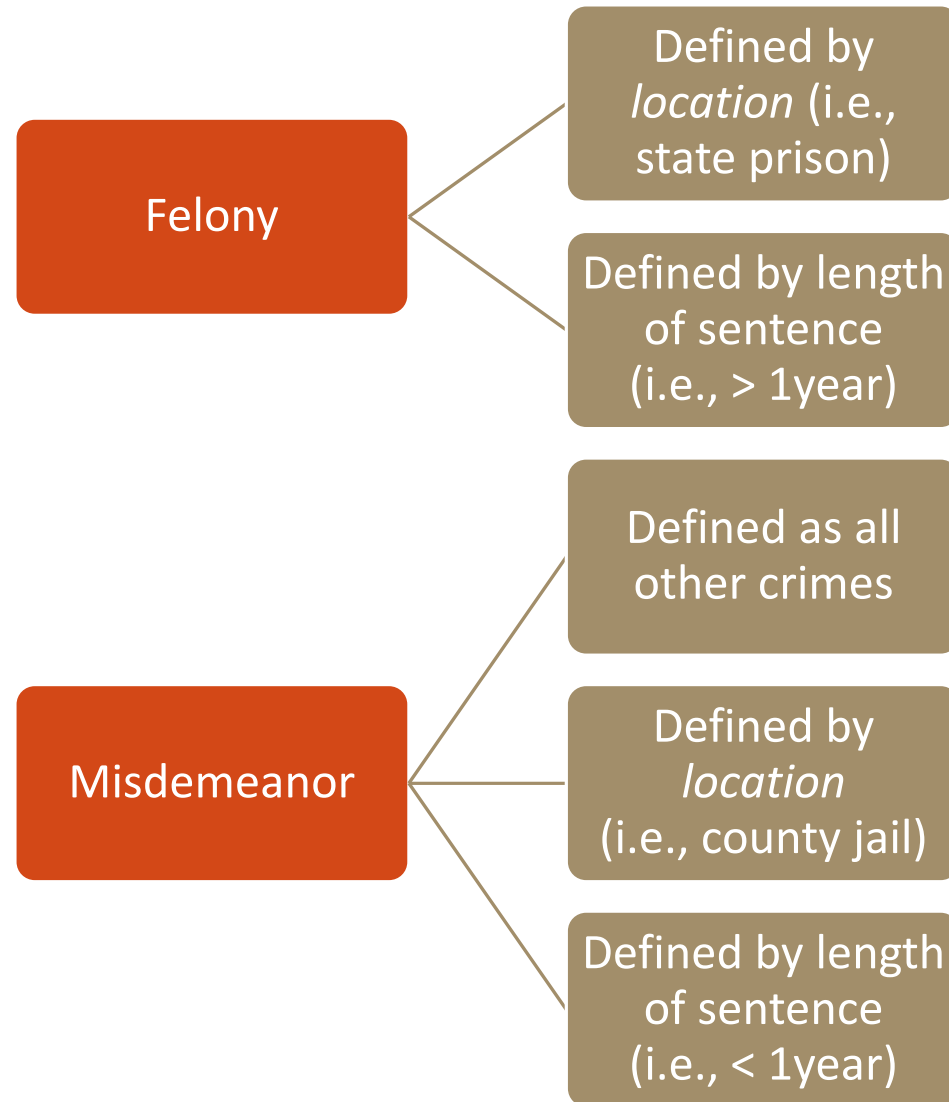 Felony
Defined by
location (i.e.,
state prison)
Defined by length
of sentence
(i.e., > 1year)
Misdemeanor
Defined as all
other crimes
Defined by
location
(i.e., county jail)
Defined by length
of sentence
(i.e., < 1year)